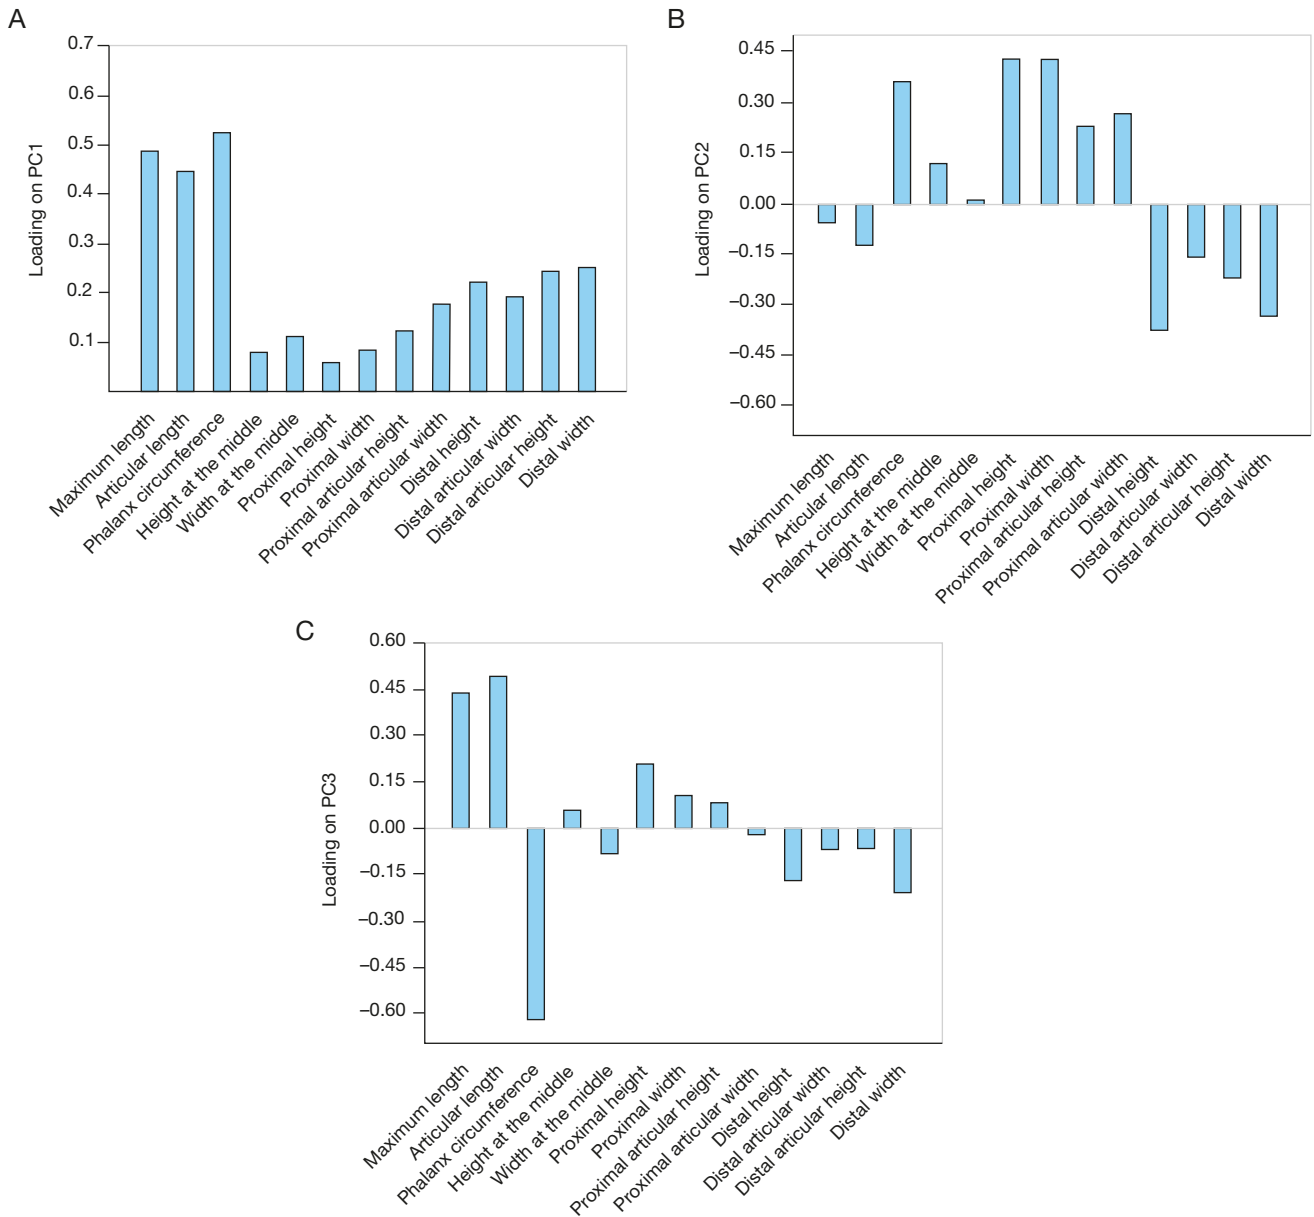 A
0.7
0.6
0.5
0.4
0.3
0.2
0.1
Loading on PC1
Maximum length
Articular length
Phalanx circumference
Height at the middle
Width at the middle
Proximal height
Proximal width
Proximal articular height
Proximal articular width
Distal height
Distal articular width
Distal articular height
Distal width
B
0.45
0.30
0.15
0.00
−0.15
−0.30
−0.45
−0.60
Loading on PC2
Maximum length
Articular length
Phalanx circumference
Height at the middle
Width at the middle
Proximal height
Proximal width
Proximal articular height
Proximal articular width
Distal height
Distal articular width
Distal articular height
Distal width
C
0.60
0.45
0.30
0.15
0.00
−0.15
−0.30
−0.45
−0.60
Loading on PC3
Maximum length
Articular length
Phalanx circumference
Height at the middle
Width at the middle
Proximal height
Proximal width
Proximal articular height
Proximal articular width
Distal height
Distal articular width
Distal articular height
Distal width